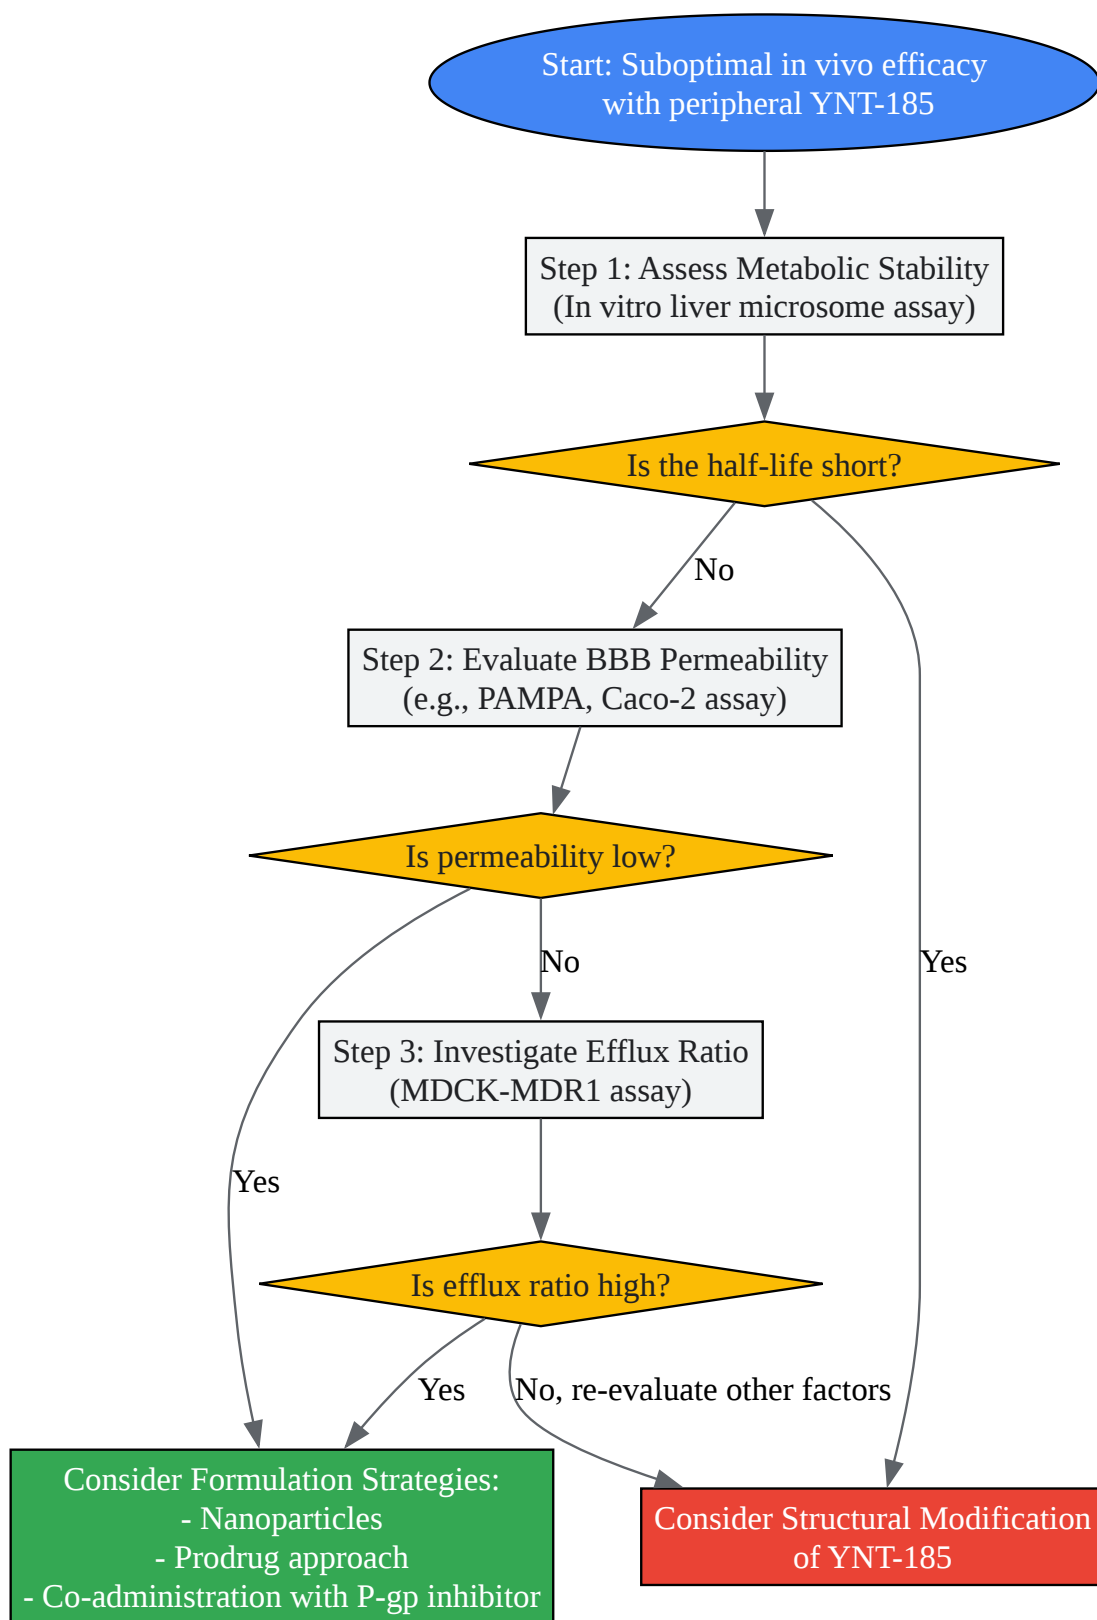 Start: Suboptimal in vivo efficacy
with peripheral YNT-185
Step 1: Assess Metabolic Stability
(In vitro liver microsome assay)
Is the half-life short?
No
Step 2: Evaluate BBB Permeability
(e.g., PAMPA, Caco-2 assay)
Is permeability low?
No
Yes
Step 3: Investigate Efflux Ratio
(MDCK-MDR1 assay)
Yes
Is efflux ratio high?
Yes
No, re-evaluate other factors
Consider Formulation Strategies:
- Nanoparticles
- Prodrug approach
- Co-administration with P-gp inhibitor
Consider Structural Modification
of YNT-185